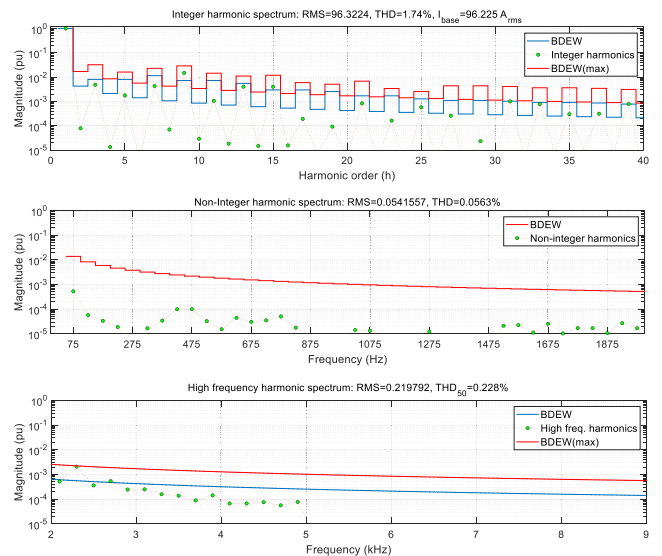 Integer harmonic spectrum: RMS=96.3224, THD=1.74%, I_base=96.225 A_rms
10^0
10^-1
10^-2
10^-3
10^-4
10^-5
Magnitude (pu)
BDEW
Integer harmonics
BDEW(max)
0 5 10 15 20 25 30 35 40
Harmonic order (h)
Non-Integer harmonic spectrum: RMS=0.0541557, THD=0.0563%
10^0
10^-1
10^-2
10^-3
10^-4
10^-5
Magnitude (pu)
BDEW
Non-integer harmonics
75 275 475 675 875 1075 1275 1475 1675 1875
Frequency (Hz)
High frequency harmonic spectrum: RMS=0.219792, THD_50=0.228%
10^0
10^-1
10^-2
10^-3
10^-4
10^-5
Magnitude (pu)
BDEW
High freq. harmonics
BDEW(max)
2 3 4 5 6 7 8 9
Frequency (kHz)